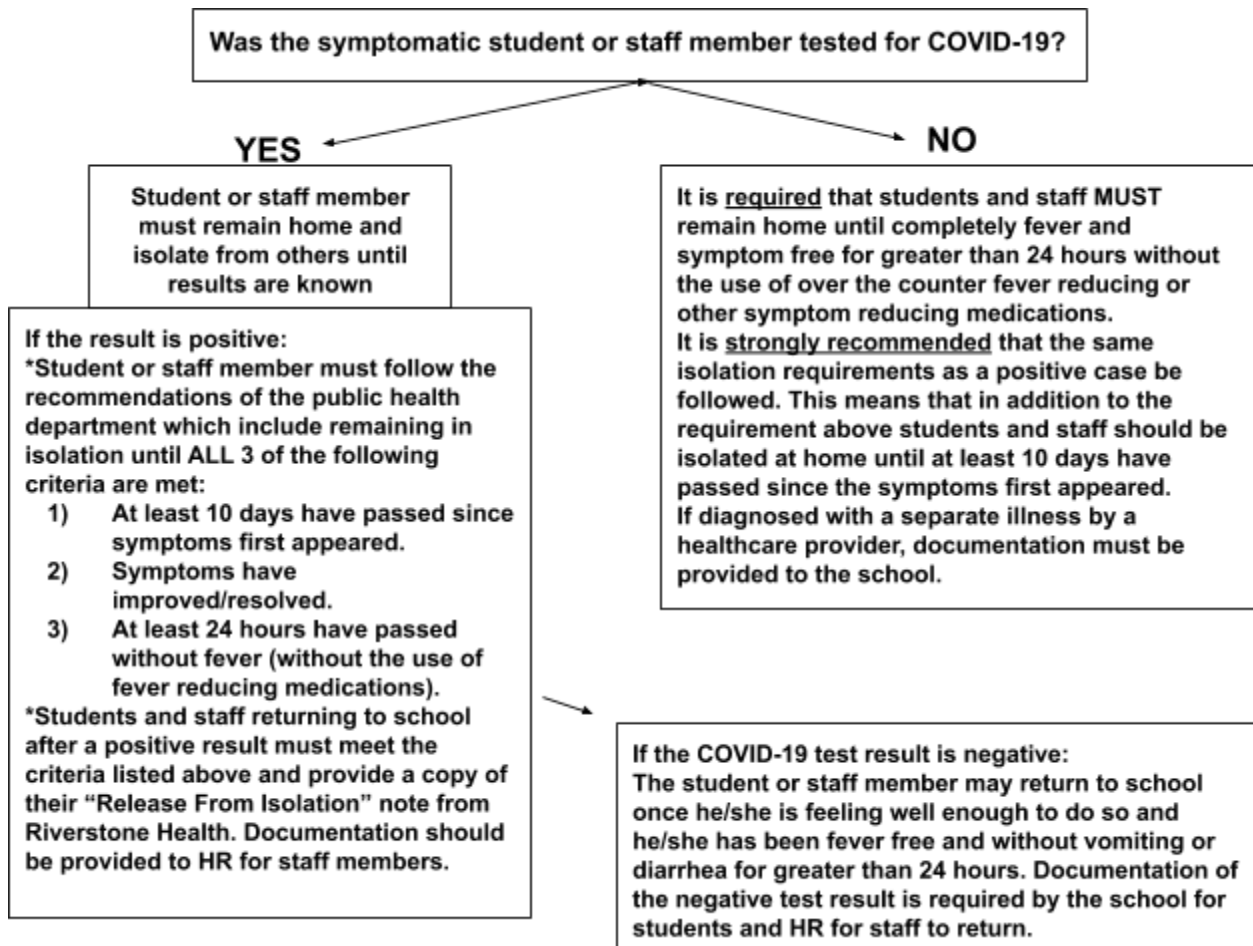 Was the symptomatic student or staff member tested for COVID-19?
YES
Student or staff member
must remain home and
isolate from others until
results are known
If the result is positive:
*Student or staff member must follow the
recommendations of the public health
department which include remaining in
isolation until ALL 3 of the following
criteria are met:
1) At least 10 days have passed since
symptoms first appeared.
2) Symptoms have
improved/resolved.
3) At least 24 hours have passed
without fever (without the use of
fever reducing medications).
*Students and staff returning to school
after a positive result must meet the
criteria listed above and provide a copy of
their “Release From Isolation” note from
Riverstone Health. Documentation should
be provided to HR for staff members.
NO
It is required that students and staff MUST
remain home until completely fever and
symptom free for greater than 24 hours without
the use of over the counter fever reducing or
other symptom reducing medications.
It is strongly recommended that the same
isolation requirements as a positive case be
followed. This means that in addition to the
requirement above students and staff should be
isolated at home until at least 10 days have
passed since the symptoms first appeared.
If diagnosed with a separate illness by a
healthcare provider, documentation must be
provided to the school.
If the COVID-19 test result is negative:
The student or staff member may return to school
once he/she is feeling well enough to do so and
he/she has been fever free and without vomiting or
diarrhea for greater than 24 hours. Documentation of
the negative test result is required by the school for
students and HR for staff to return.